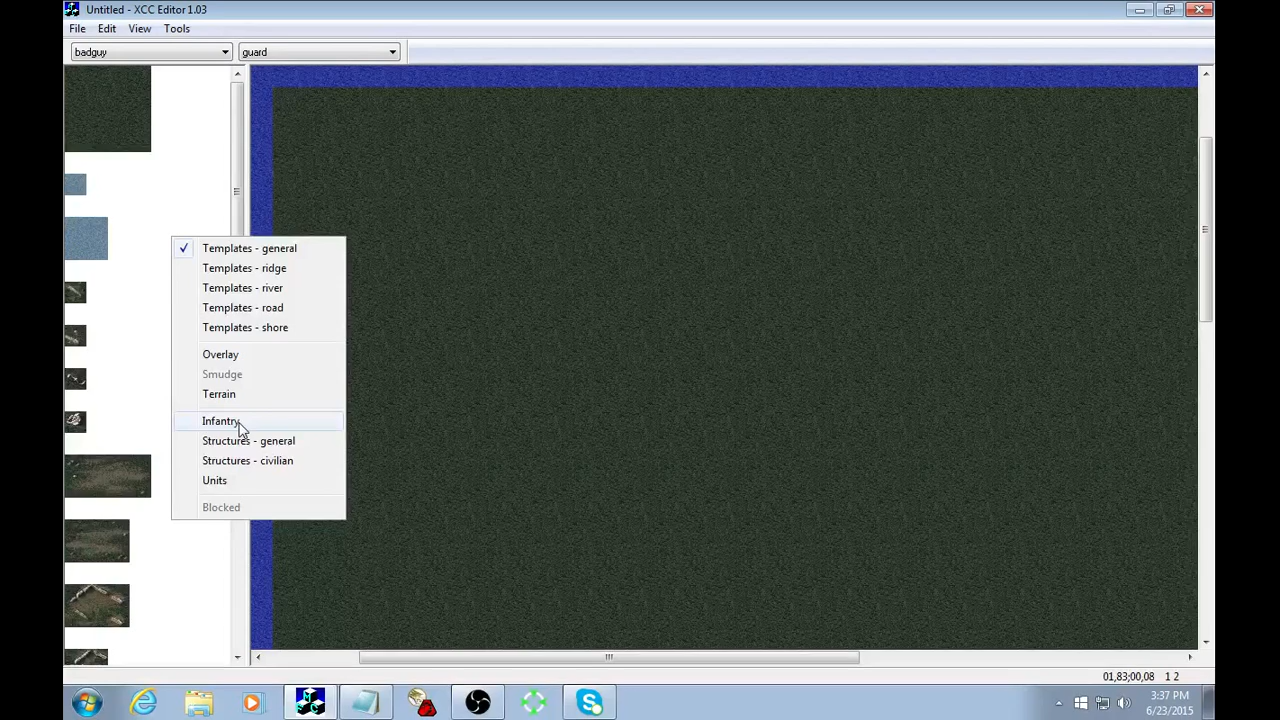 Untitled - XCC Editor 1.03
File Edit View Tools
badguy guard
Templates - general
Templates - ridge
Templates - river
Templates - road
Templates - shore
Overlay
Smudge
Terrain
Infantry
Structures - general
Structures - civilian
Units
Blocked
01,83;00,08 1 2
3:37 PM
6/23/2015